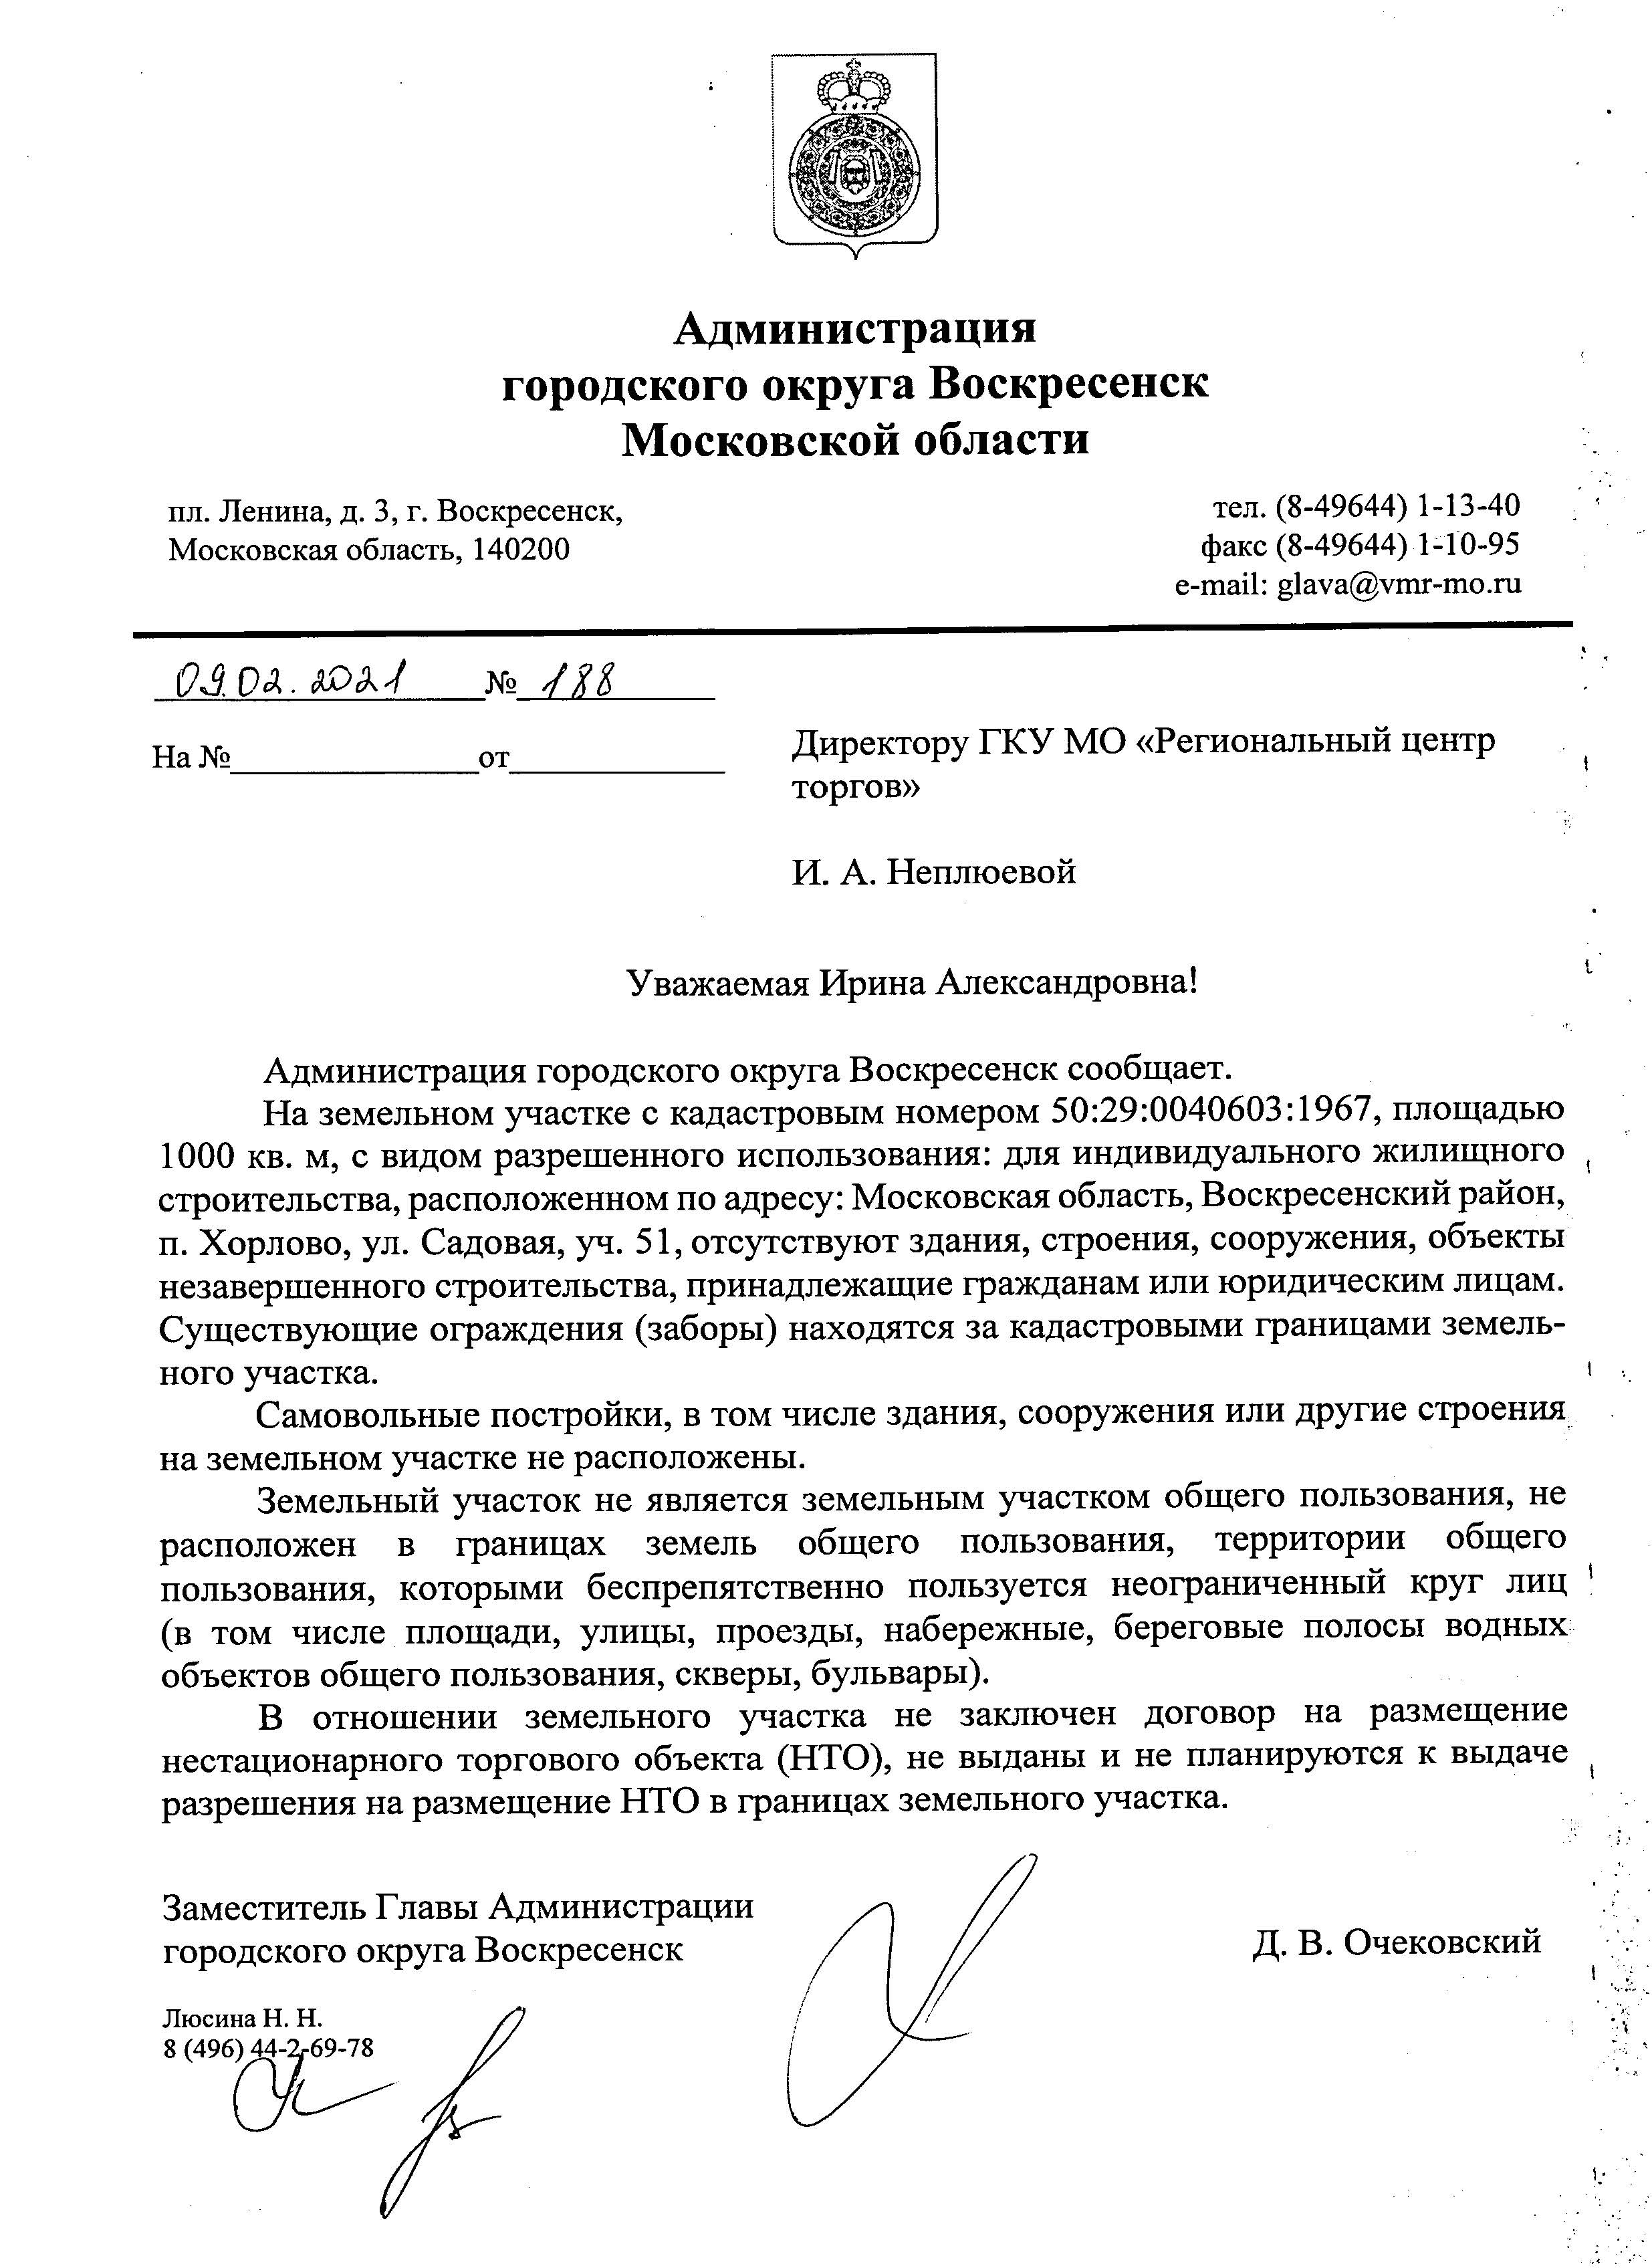 Администрация
городского округа Воскресенск
Московской области
пл. Ленина, д. 3, г. Воскресенск,
Московская область, 140200
тел. (8-49644) 1-13-40
факс (8-49644) 1-10-95
e-mail: glava@vmr-mo.ru
09.02.2021 № 188
На №_______________от_____________
Директору ГКУ МО «Региональный центр
торгов»
И. А. Неплюевой
Уважаемая Ирина Александровна!
Администрация городского округа Воскресенск сообщает.
На земельном участке с кадастровым номером 50:29:0040603:1967, площадью
1000 кв. м, с видом разрешенного использования: для индивидуального жилищного
строительства, расположенном по адресу: Московская область, Воскресенский район,
п. Хорлово, ул. Садовая, уч. 51, отсутствуют здания, строения, сооружения, объекты
незавершенного строительства, принадлежащие гражданам или юридическим лицам.
Существующие ограждения (заборы) находятся за кадастровыми границами земель-
ного участка.
Самовольные постройки, в том числе здания, сооружения или другие строения
на земельном участке не расположены.
Земельный участок не является земельным участком общего пользования, не
расположен в границах земель общего пользования, территории общего
пользования, которыми беспрепятственно пользуется неограниченный круг лиц
(в том числе площади, улицы, проезды, набережные, береговые полосы водных
объектов общего пользования, скверы, бульвары).
В отношении земельного участка не заключен договор на размещение
нестационарного торгового объекта (НТО), не выданы и не планируются к выдаче
разрешения на размещение НТО в границах земельного участка.
Заместитель Главы Администрации
городского округа Воскресенск
Д. В. Очековский
Люсина Н. Н.
8 (496) 44-2-69-78